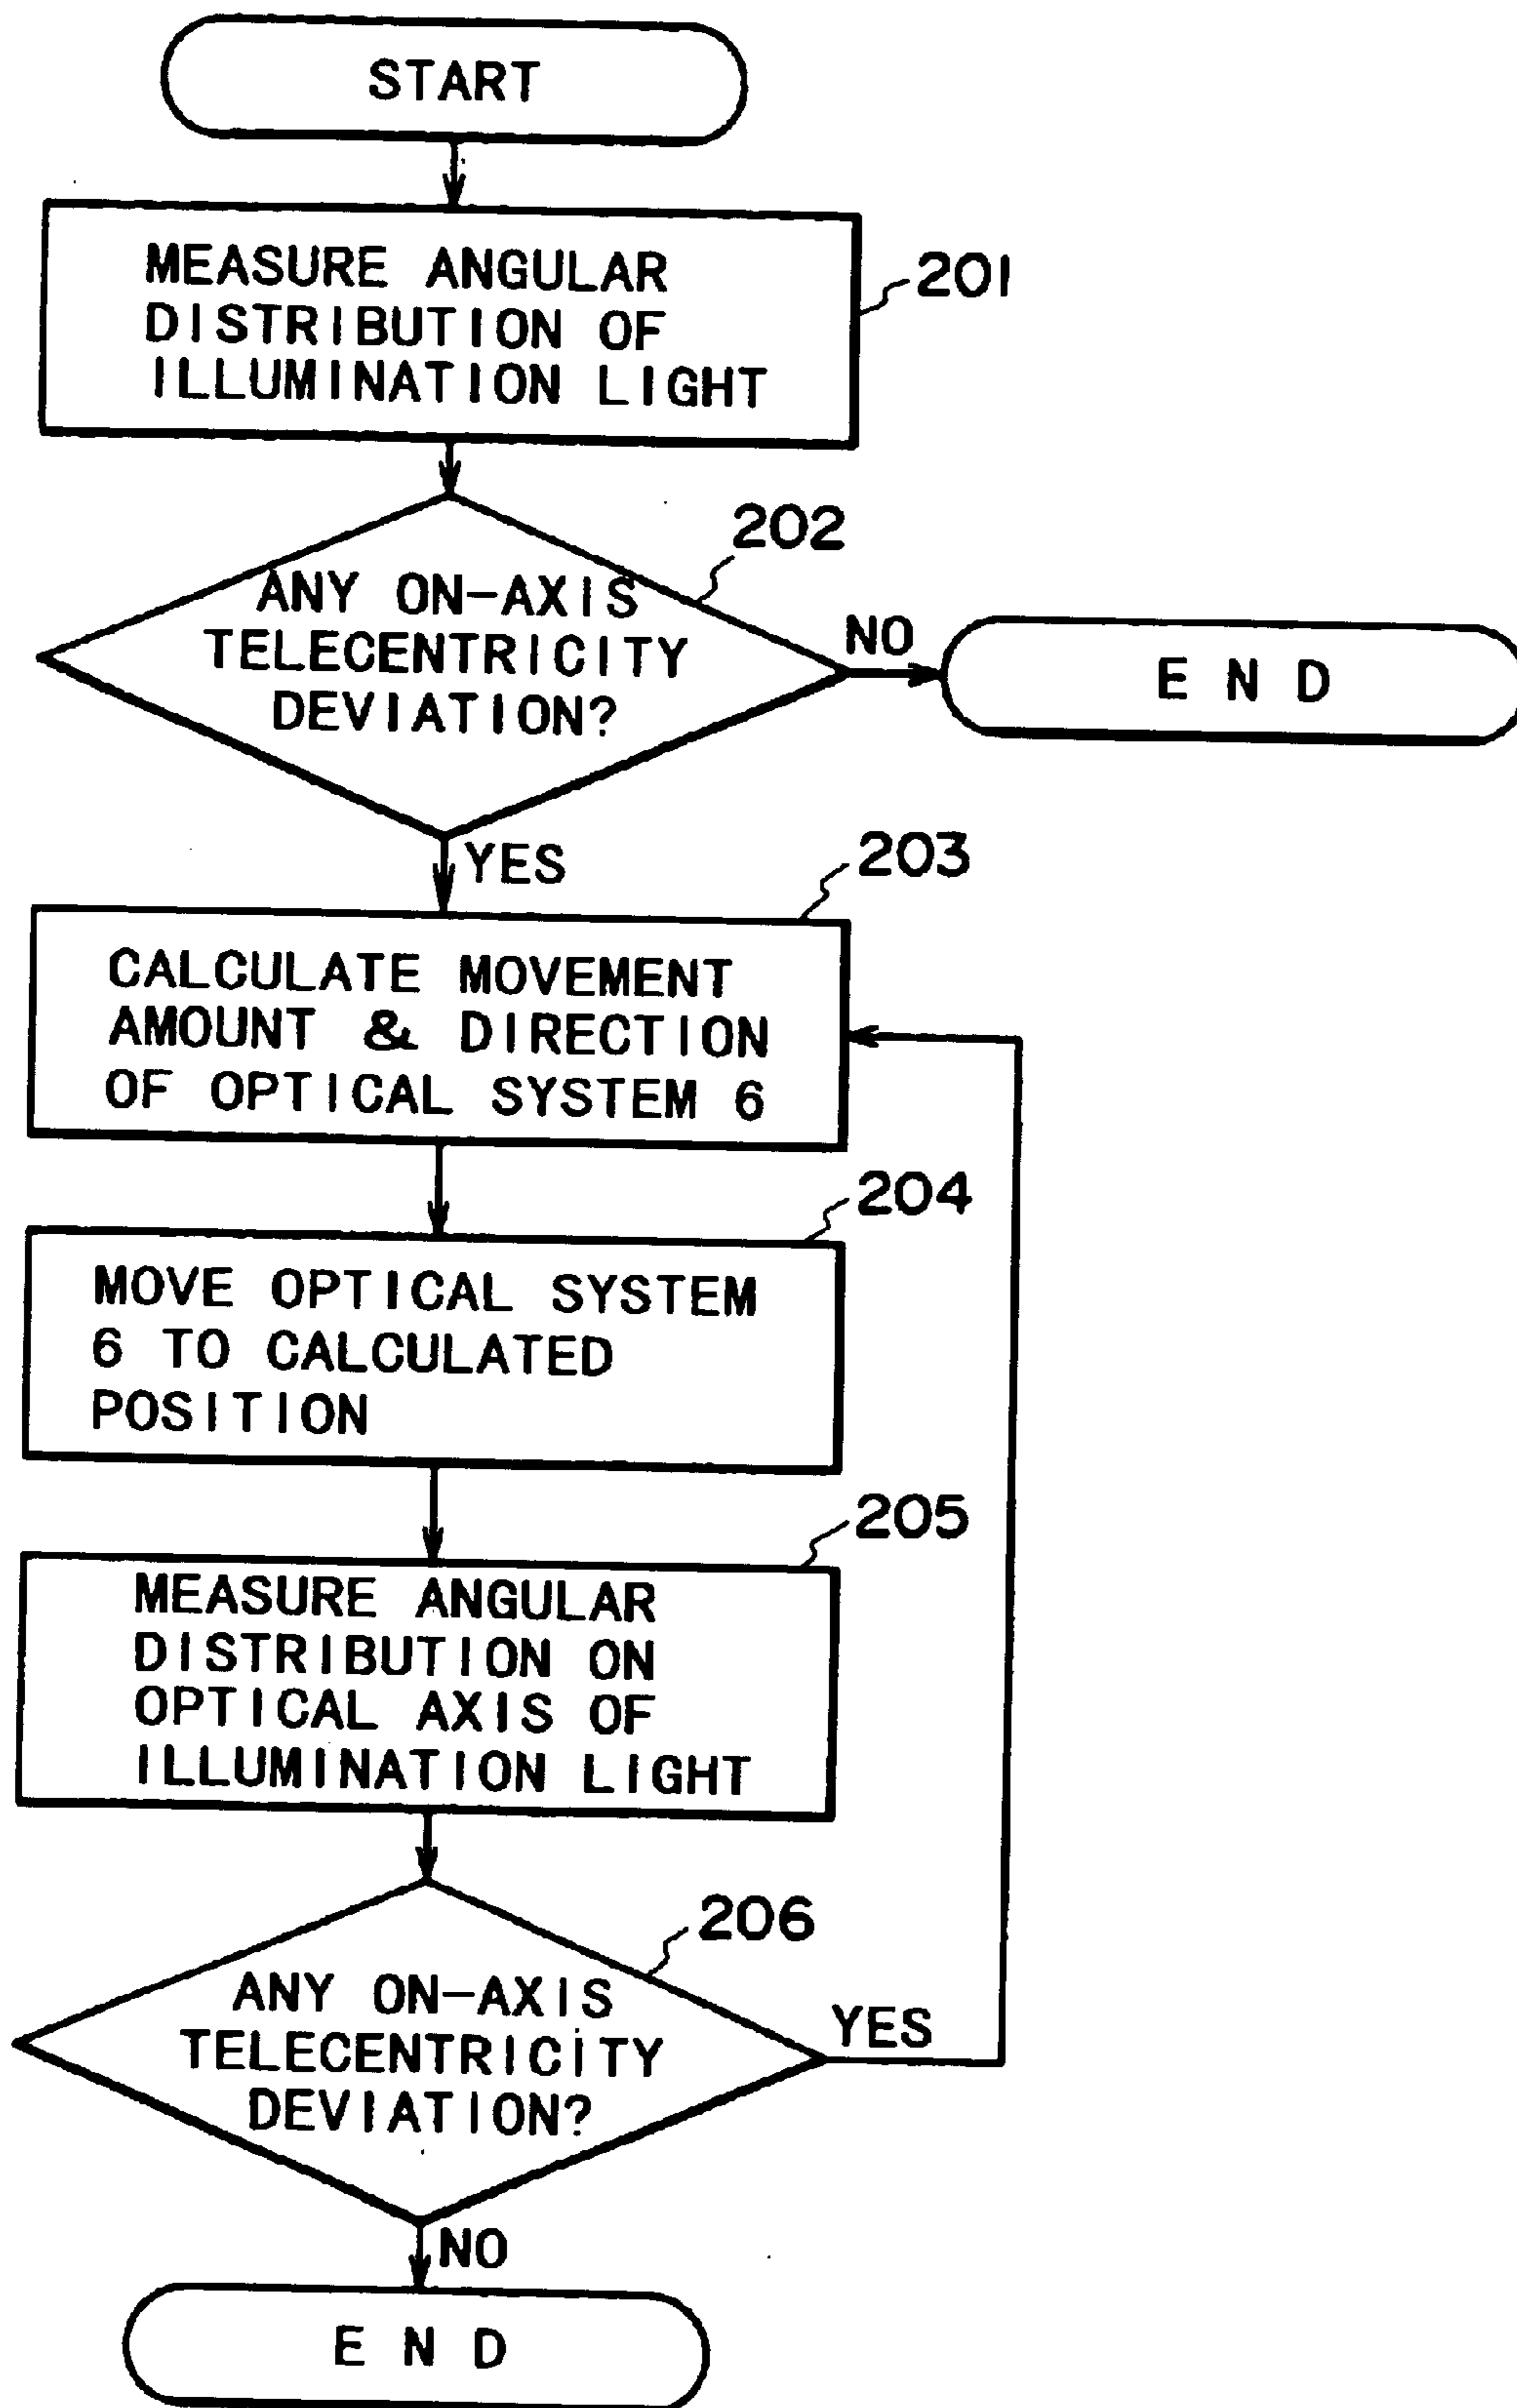 START
MEASURE ANGULAR
DISTRIBUTION OF
ILLUMINATION LIGHT
201
202
ANY ON-AXIS
TELECENTRICITY
DEVIATION?
NO
END
YES
203
CALCULATE MOVEMENT
AMOUNT & DIRECTION
OF OPTICAL SYSTEM 6
204
MOVE OPTICAL SYSTEM
6 TO CALCULATED
POSITION
205
MEASURE ANGULAR
DISTRIBUTION ON
OPTICAL AXIS OF
ILLUMINATION LIGHT
206
ANY ON-AXIS
TELECENTRICITY
DEVIATION?
YES
NO
END